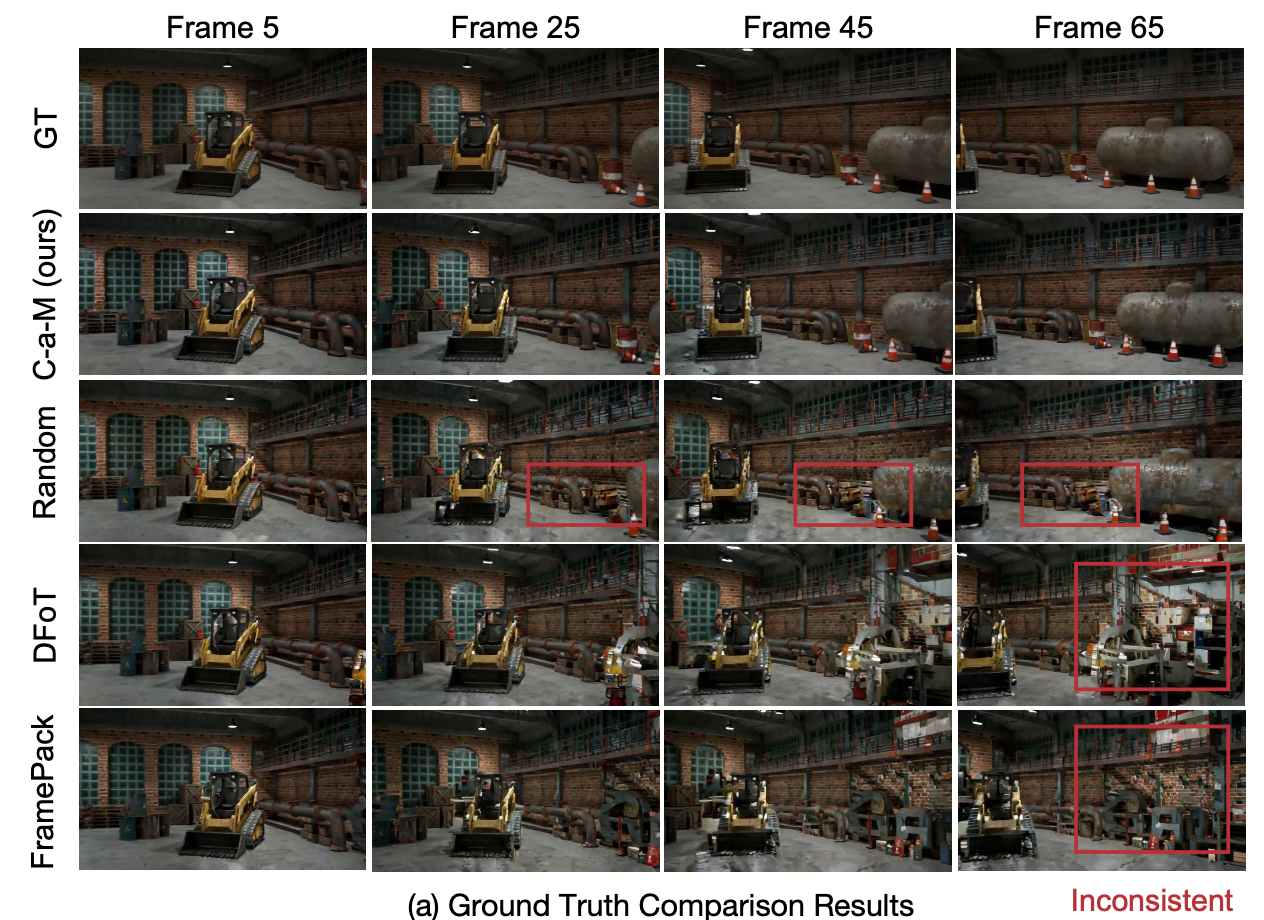 Frame 5 Frame 25 Frame 45 Frame 65
GT
C-a-M (ours)
Random
DFoT
FramePack
(a) Ground Truth Comparison Results
Inconsistent